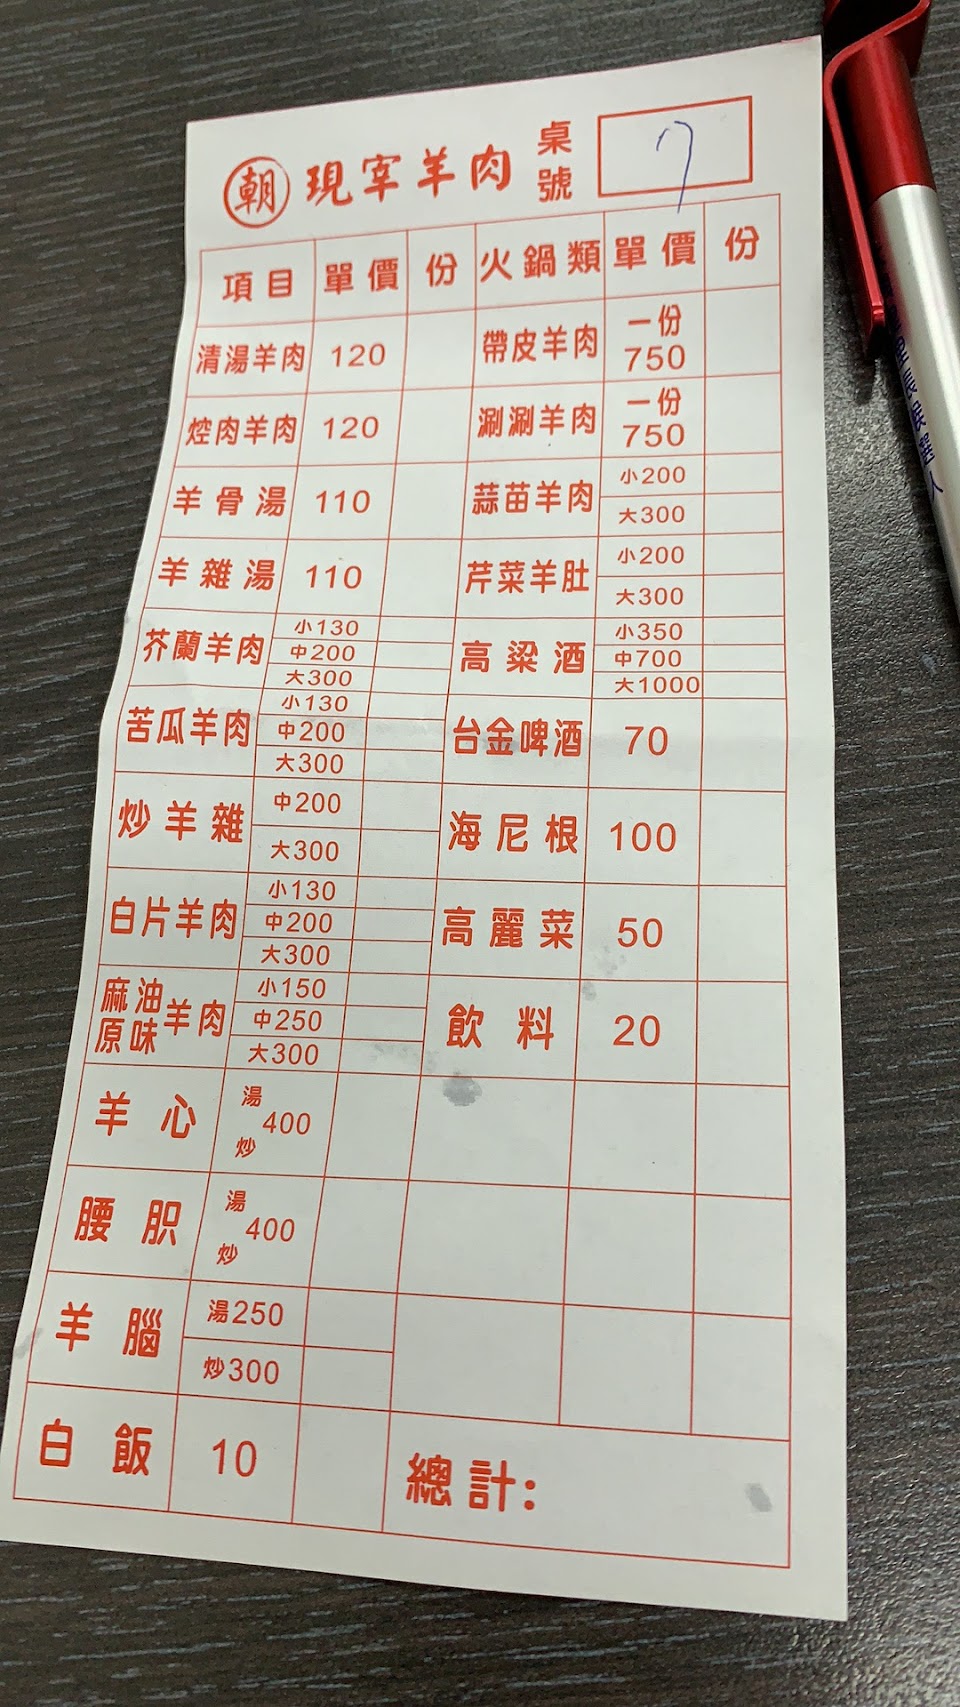 朝 現宰羊肉 桌號 7
項目 單價 份 火鍋類 單價 份
清湯羊肉 120 帶皮羊肉 一份 750
焢肉羊肉 120 涮涮羊肉 一份 750
羊骨湯 110 蒜苗羊肉 小200 大300
羊雜湯 110 芹菜羊肚 小200 大300
芥蘭羊肉 小130 中200 大300 高粱酒 小350 中700 大1000
苦瓜羊肉 小130 中200 大300 台金啤酒 70
炒羊雜 中200 大300 海尼根 100
白片羊肉 小130 中200 大300 高麗菜 50
麻油原味羊肉 小150 中250 大300 飲料 20
羊心 湯炒 400
腰胑 湯炒 400
羊腦 湯250 炒300
白飯 10 總計: